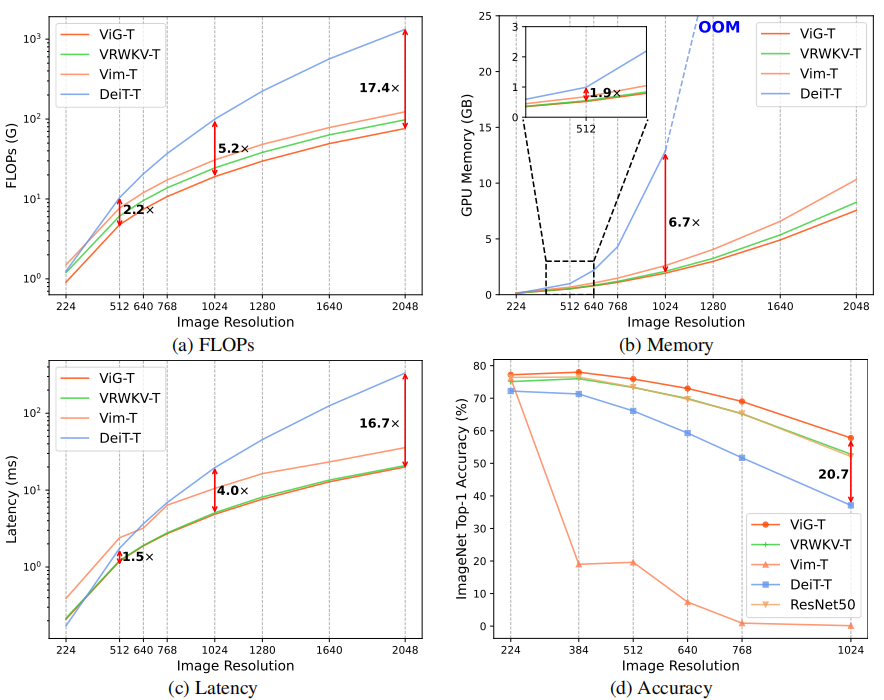 ViG-T
VRWKV-T
Vim-T
DeiT-T
FLOPs (G)
10³
10²
10¹
10⁰
2.2×
5.2×
17.4×
224 512 640 768 1024 1280 1640 2048
Image Resolution
(a) FLOPs
OOM
ViG-T
VRWKV-T
Vim-T
DeiT-T
GPU Memory (GB)
25
20
15
10
5
0
3
2
1
0
512
1.9×
6.7×
224 512 640 768 1024 1280 1640 2048
Image Resolution
(b) Memory
ViG-T
VRWKV-T
Vim-T
DeiT-T
Latency (ms)
10²
10¹
10⁰
1.5×
4.0×
16.7×
224 512 640 768 1024 1280 1640 2048
Image Resolution
(c) Latency
ImageNet Top-1 Accuracy (%)
80
70
60
50
40
30
20
10
0
20.7
ViG-T
VRWKV-T
Vim-T
DeiT-T
ResNet50
224 384 512 640 768 1024
Image Resolution
(d) Accuracy